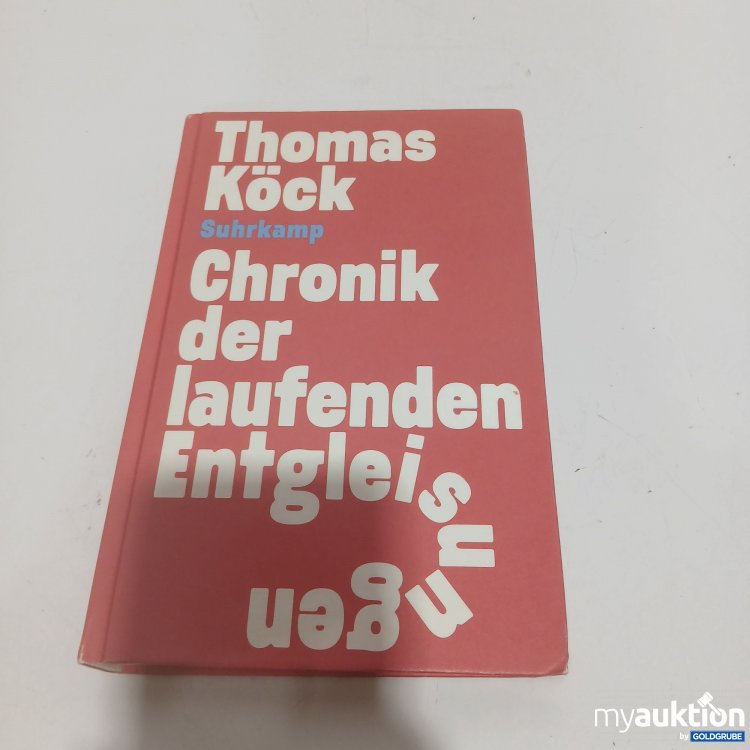 Thomas
Köck
Suhrkamp
Chronik
der
laufenden
Entgleisungen
myauktion
by GOLDGRUBE